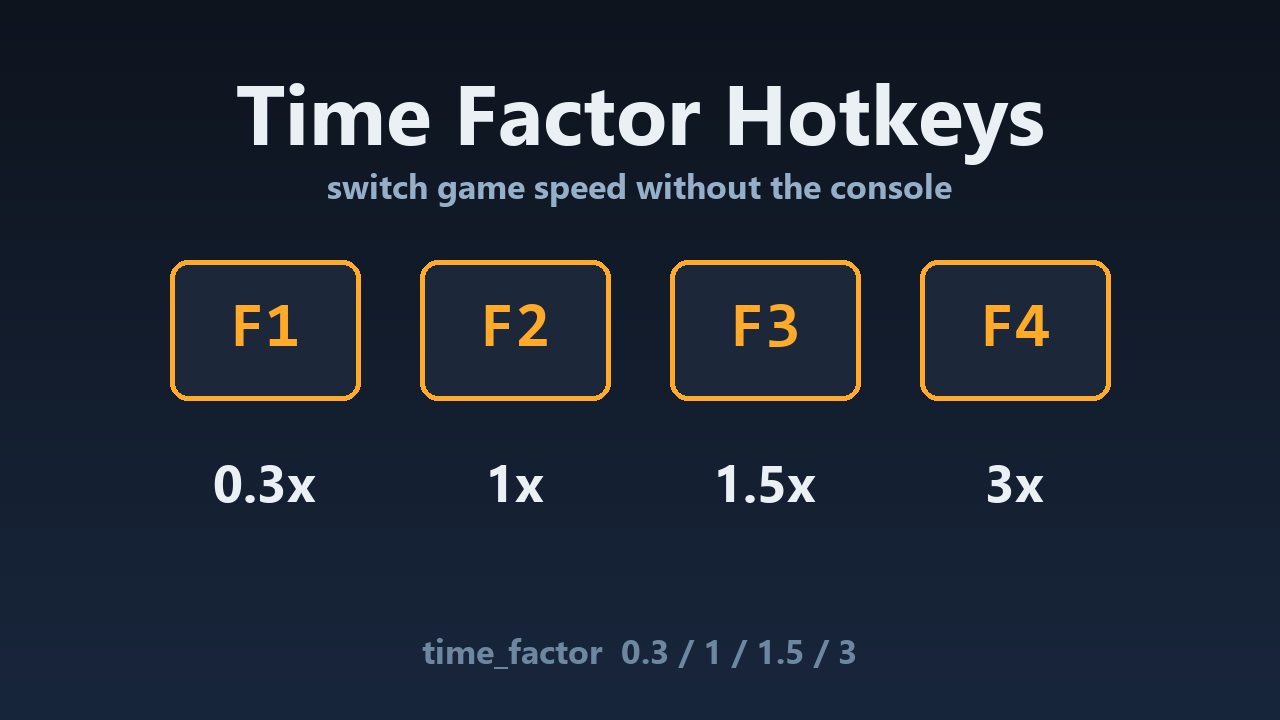 Time Factor Hotkeys
switch game speed without the console
F1 F2 F3 F4
0.3x 1x 1.5x 3x
time_factor 0.3 / 1 / 1.5 / 3